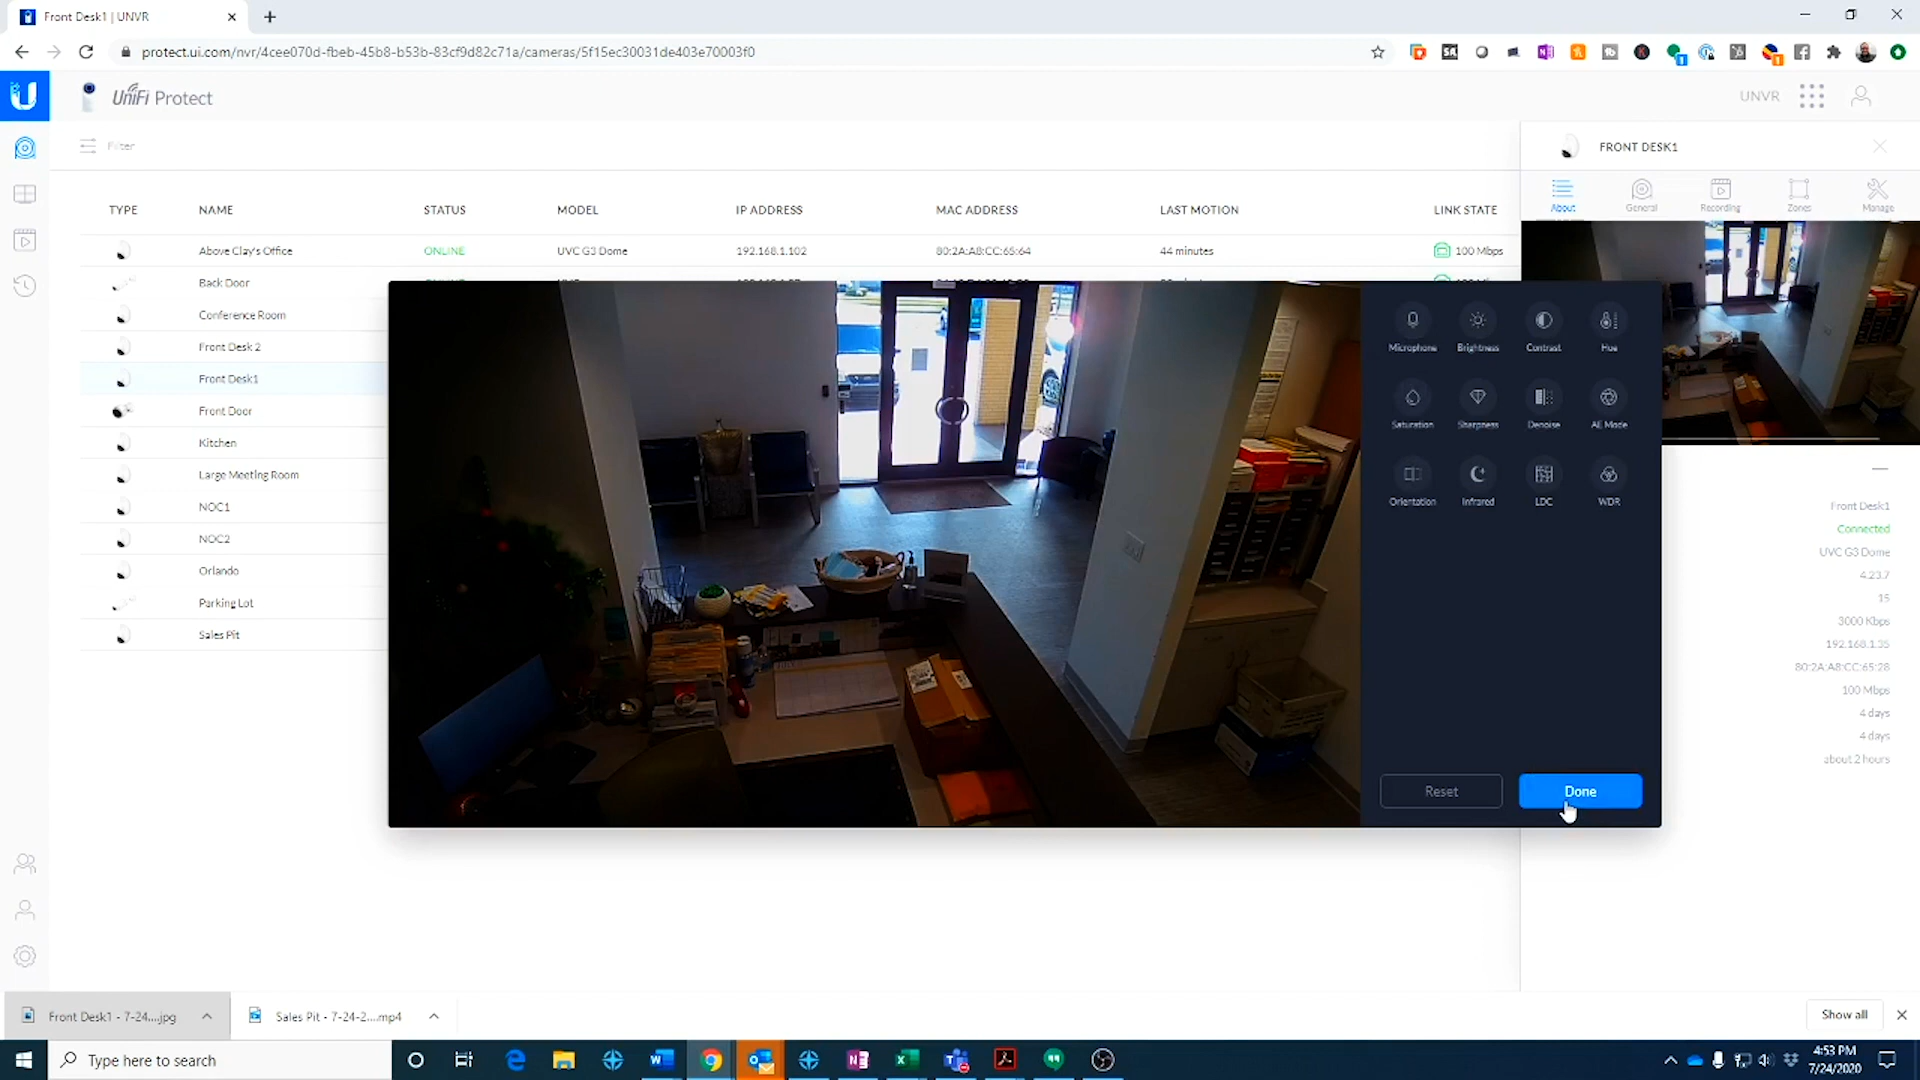 Front Desk1 | UNVR
protect.ui.com/nvr/4cee070d-fbeb-45b8-b53b-83cf9d82c71a/cameras/5f15ec30031de403e70003f0
UniFi Protect
UNVR
Filter
FRONT DESK1
About General Recording Zones Manage
TYPE NAME STATUS MODEL IP ADDRESS MAC ADDRESS LAST MOTION LINK STATE
Above Clay's Office ONLINE UVC G3 Dome 192.168.1.102 80:2A:A8:CC:65:64 44 minutes 100 Mbps
Back Door
Conference Room
Front Desk 2
Front Desk1
Front Door
Kitchen
Large Meeting Room
NOC1
NOC2
Orlando
Parking Lot
Sales Pit
Microphone Brightness Contrast Hue
Saturation Sharpness Denoise AE Mode
Orientation Infrared LDC WDR
Reset Done
Front Desk1
Connected
UVC G3 Dome
4.23.7
15
3000 Kbps
192.168.1.35
80:2A:A8:CC:65:28
100 Mbps
4 days
4 days
about 2 hours
Front Desk1 - 7-24....jpg
Sales Pit - 7-24-2....mp4
Show all
Type here to search
4:53 PM
7/24/2020